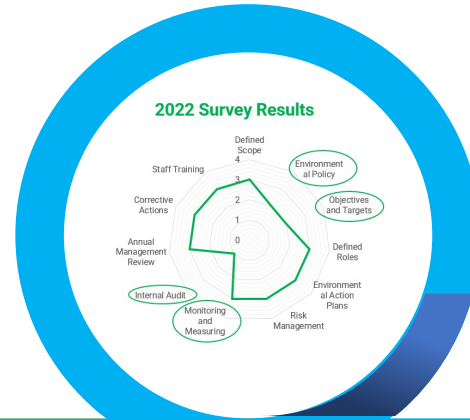 2022 Survey Results
Defined
Scope
4
3
2
1
0
Environment
al Policy
Objectives
and Targets
Defined
Roles
Environment
al Action
Plans
Risk
Management
Monitoring
and
Measuring
Internal Audit
Annual
Management
Review
Corrective
Actions
Staff Training